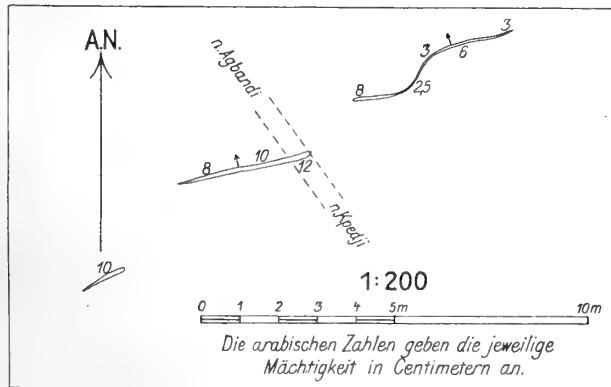 A.N.
n. Agbandi
3
3
6
8
2,5
8
10
12
n. Kpedji
10
1:200
0 1 2 3 4 5m 10m
Die arabischen Zahlen geben die jeweilige
Mächtigkeit in Centimetern an.